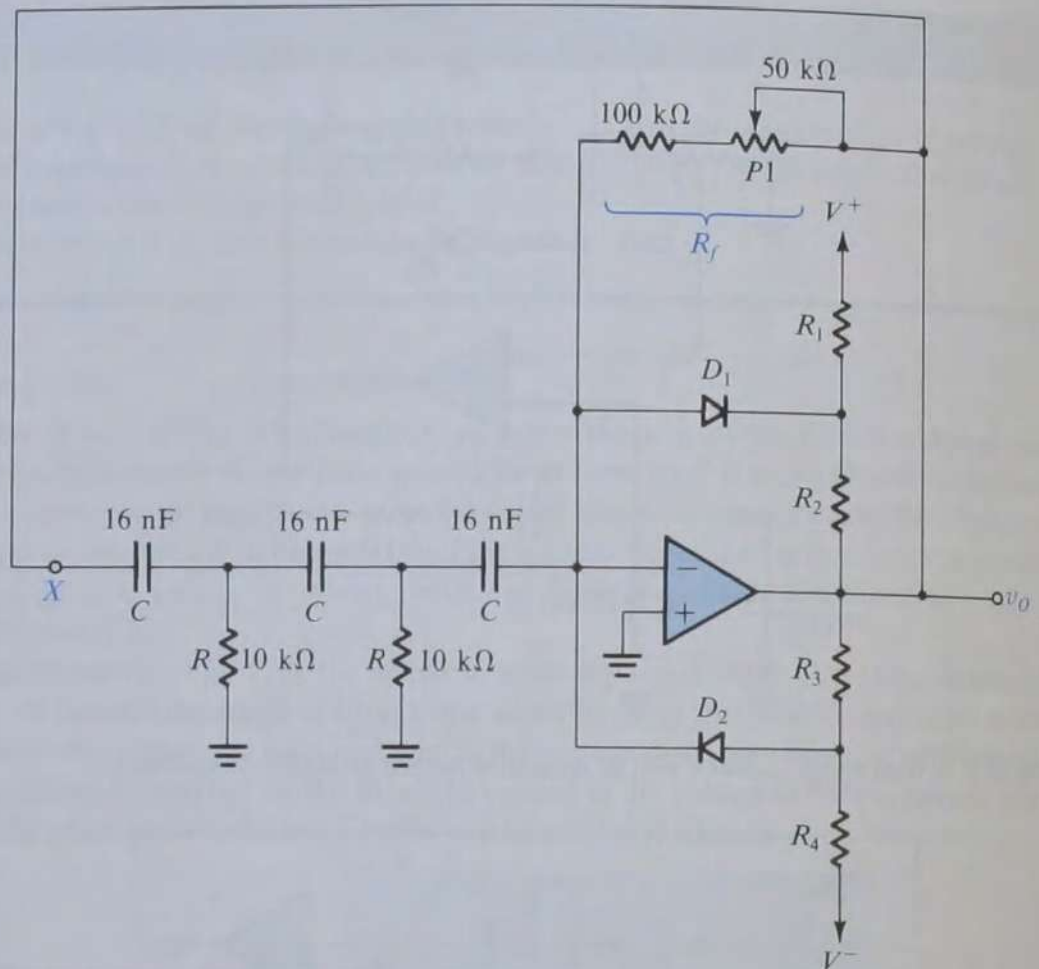 50 kΩ
100 kΩ
P1
V+
Rf
R1
D1
R2
16 nF 16 nF 16 nF
X C C C
− +
vO
R 10 kΩ R 10 kΩ
R3
D2
R4
V−